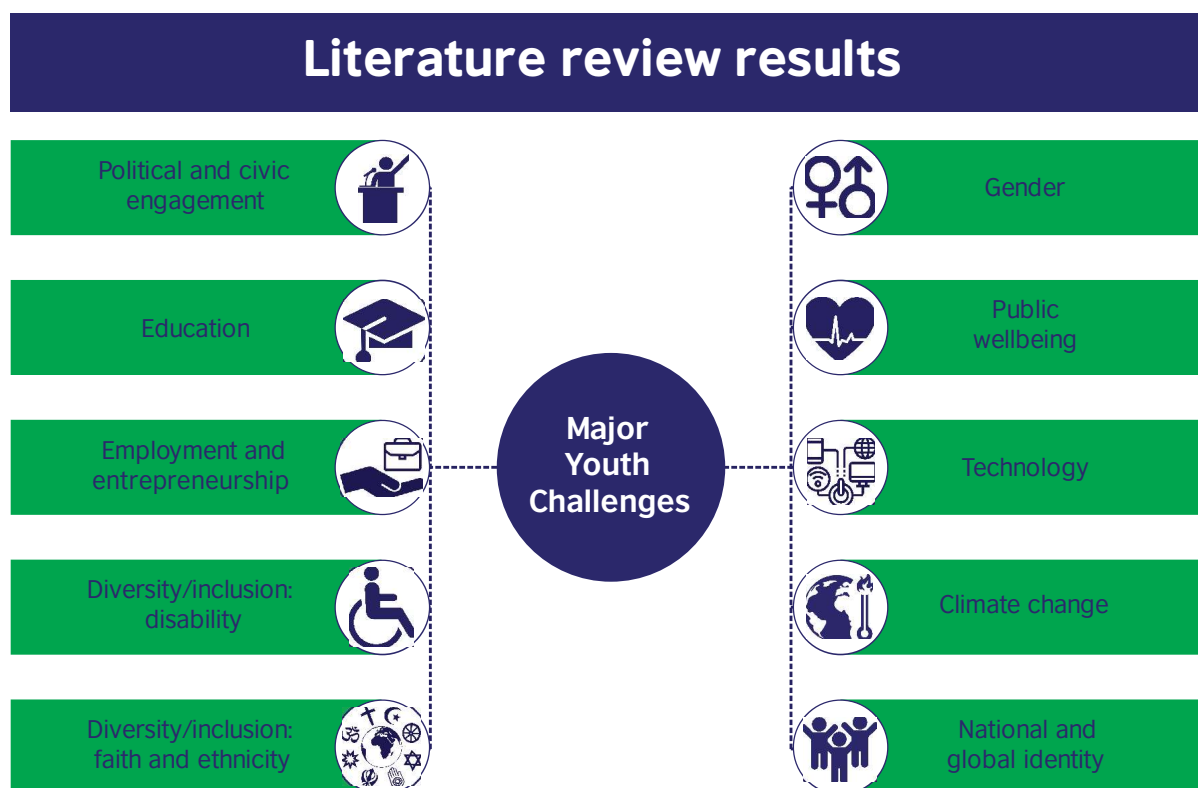 Literature review results
Political and civic
engagement
Education
Employment and
entrepreneurship
Diversity/inclusion:
disability
Diversity/inclusion:
faith and ethnicity
Major
Youth
Challenges
Gender
Public
wellbeing
Technology
Climate change
National and
global identity